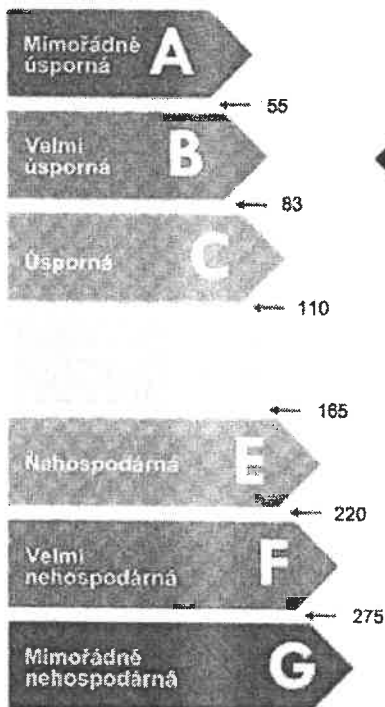 Mimořádně
úsporná
A
55
Velmi
úsporná
B
83
Úsporná
C
110
165
Nehospodárná
E
220
Velmi
nehospodárná
F
275
Mimořádně
nehospodárná
G